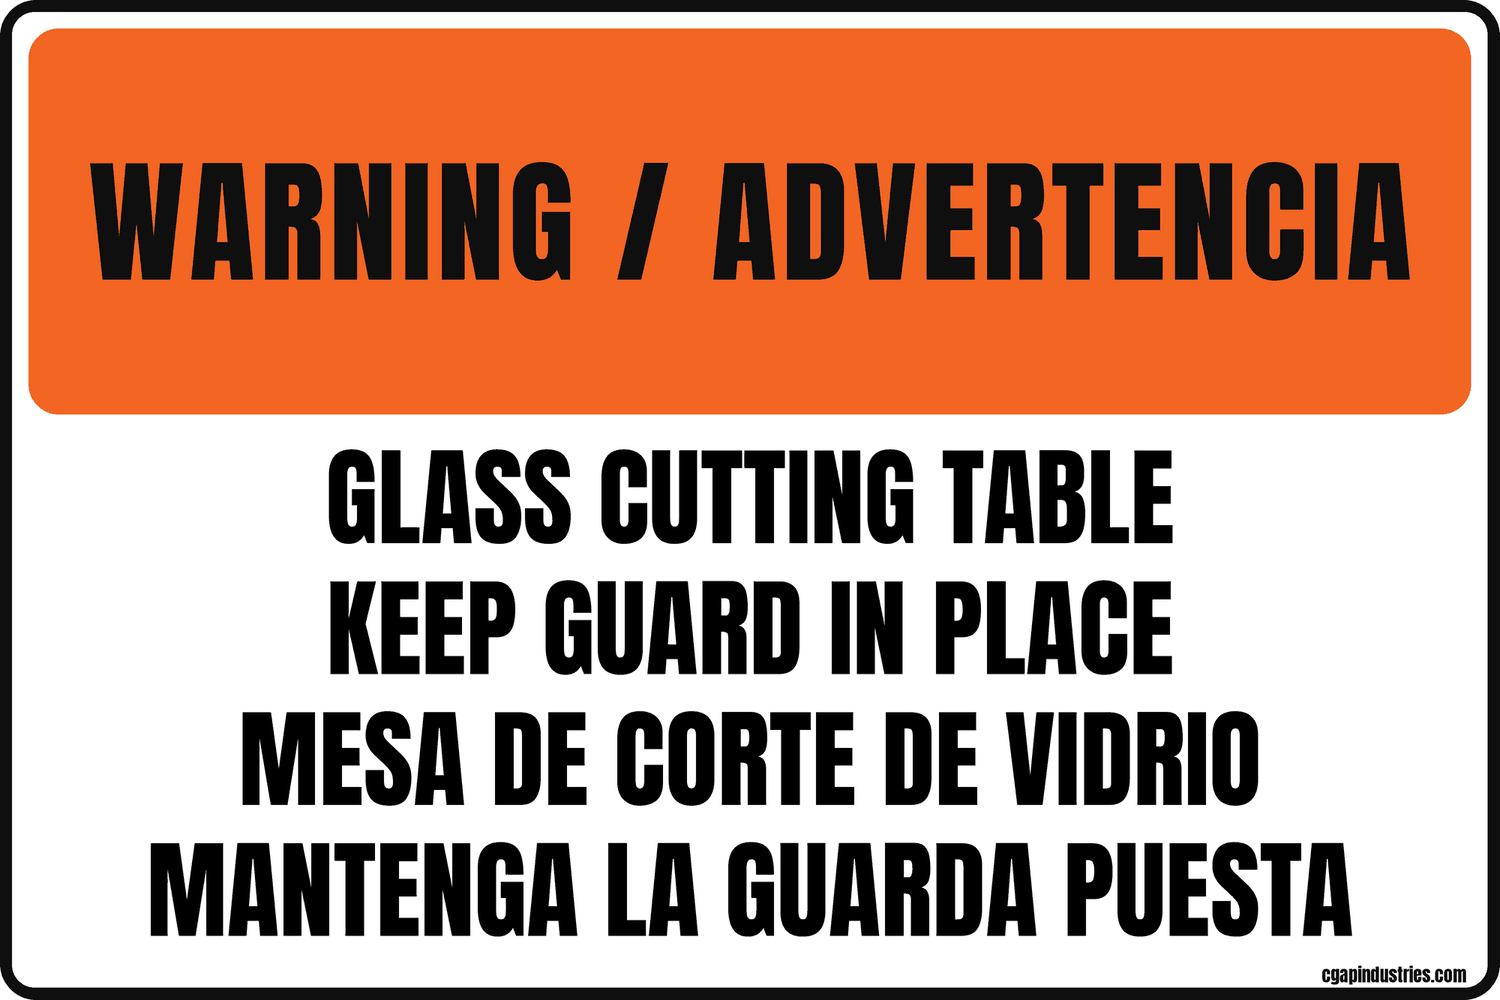 WARNING / ADVERTENCIA
GLASS CUTTING TABLE
KEEP GUARD IN PLACE
MESA DE CORTE DE VIDRIO
MANTENGA LA GUARDA PUESTA
cgapindustries.com